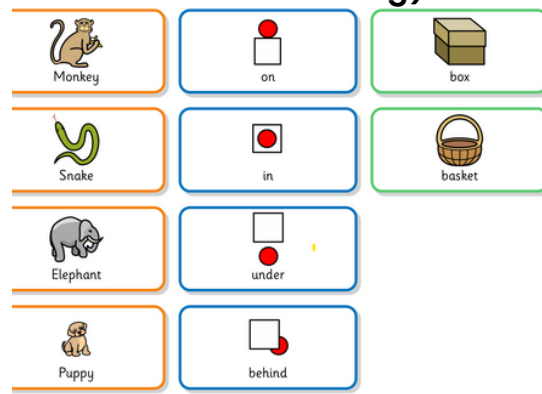 Monkey on box
Snake in basket
Elephant under
Puppy behind